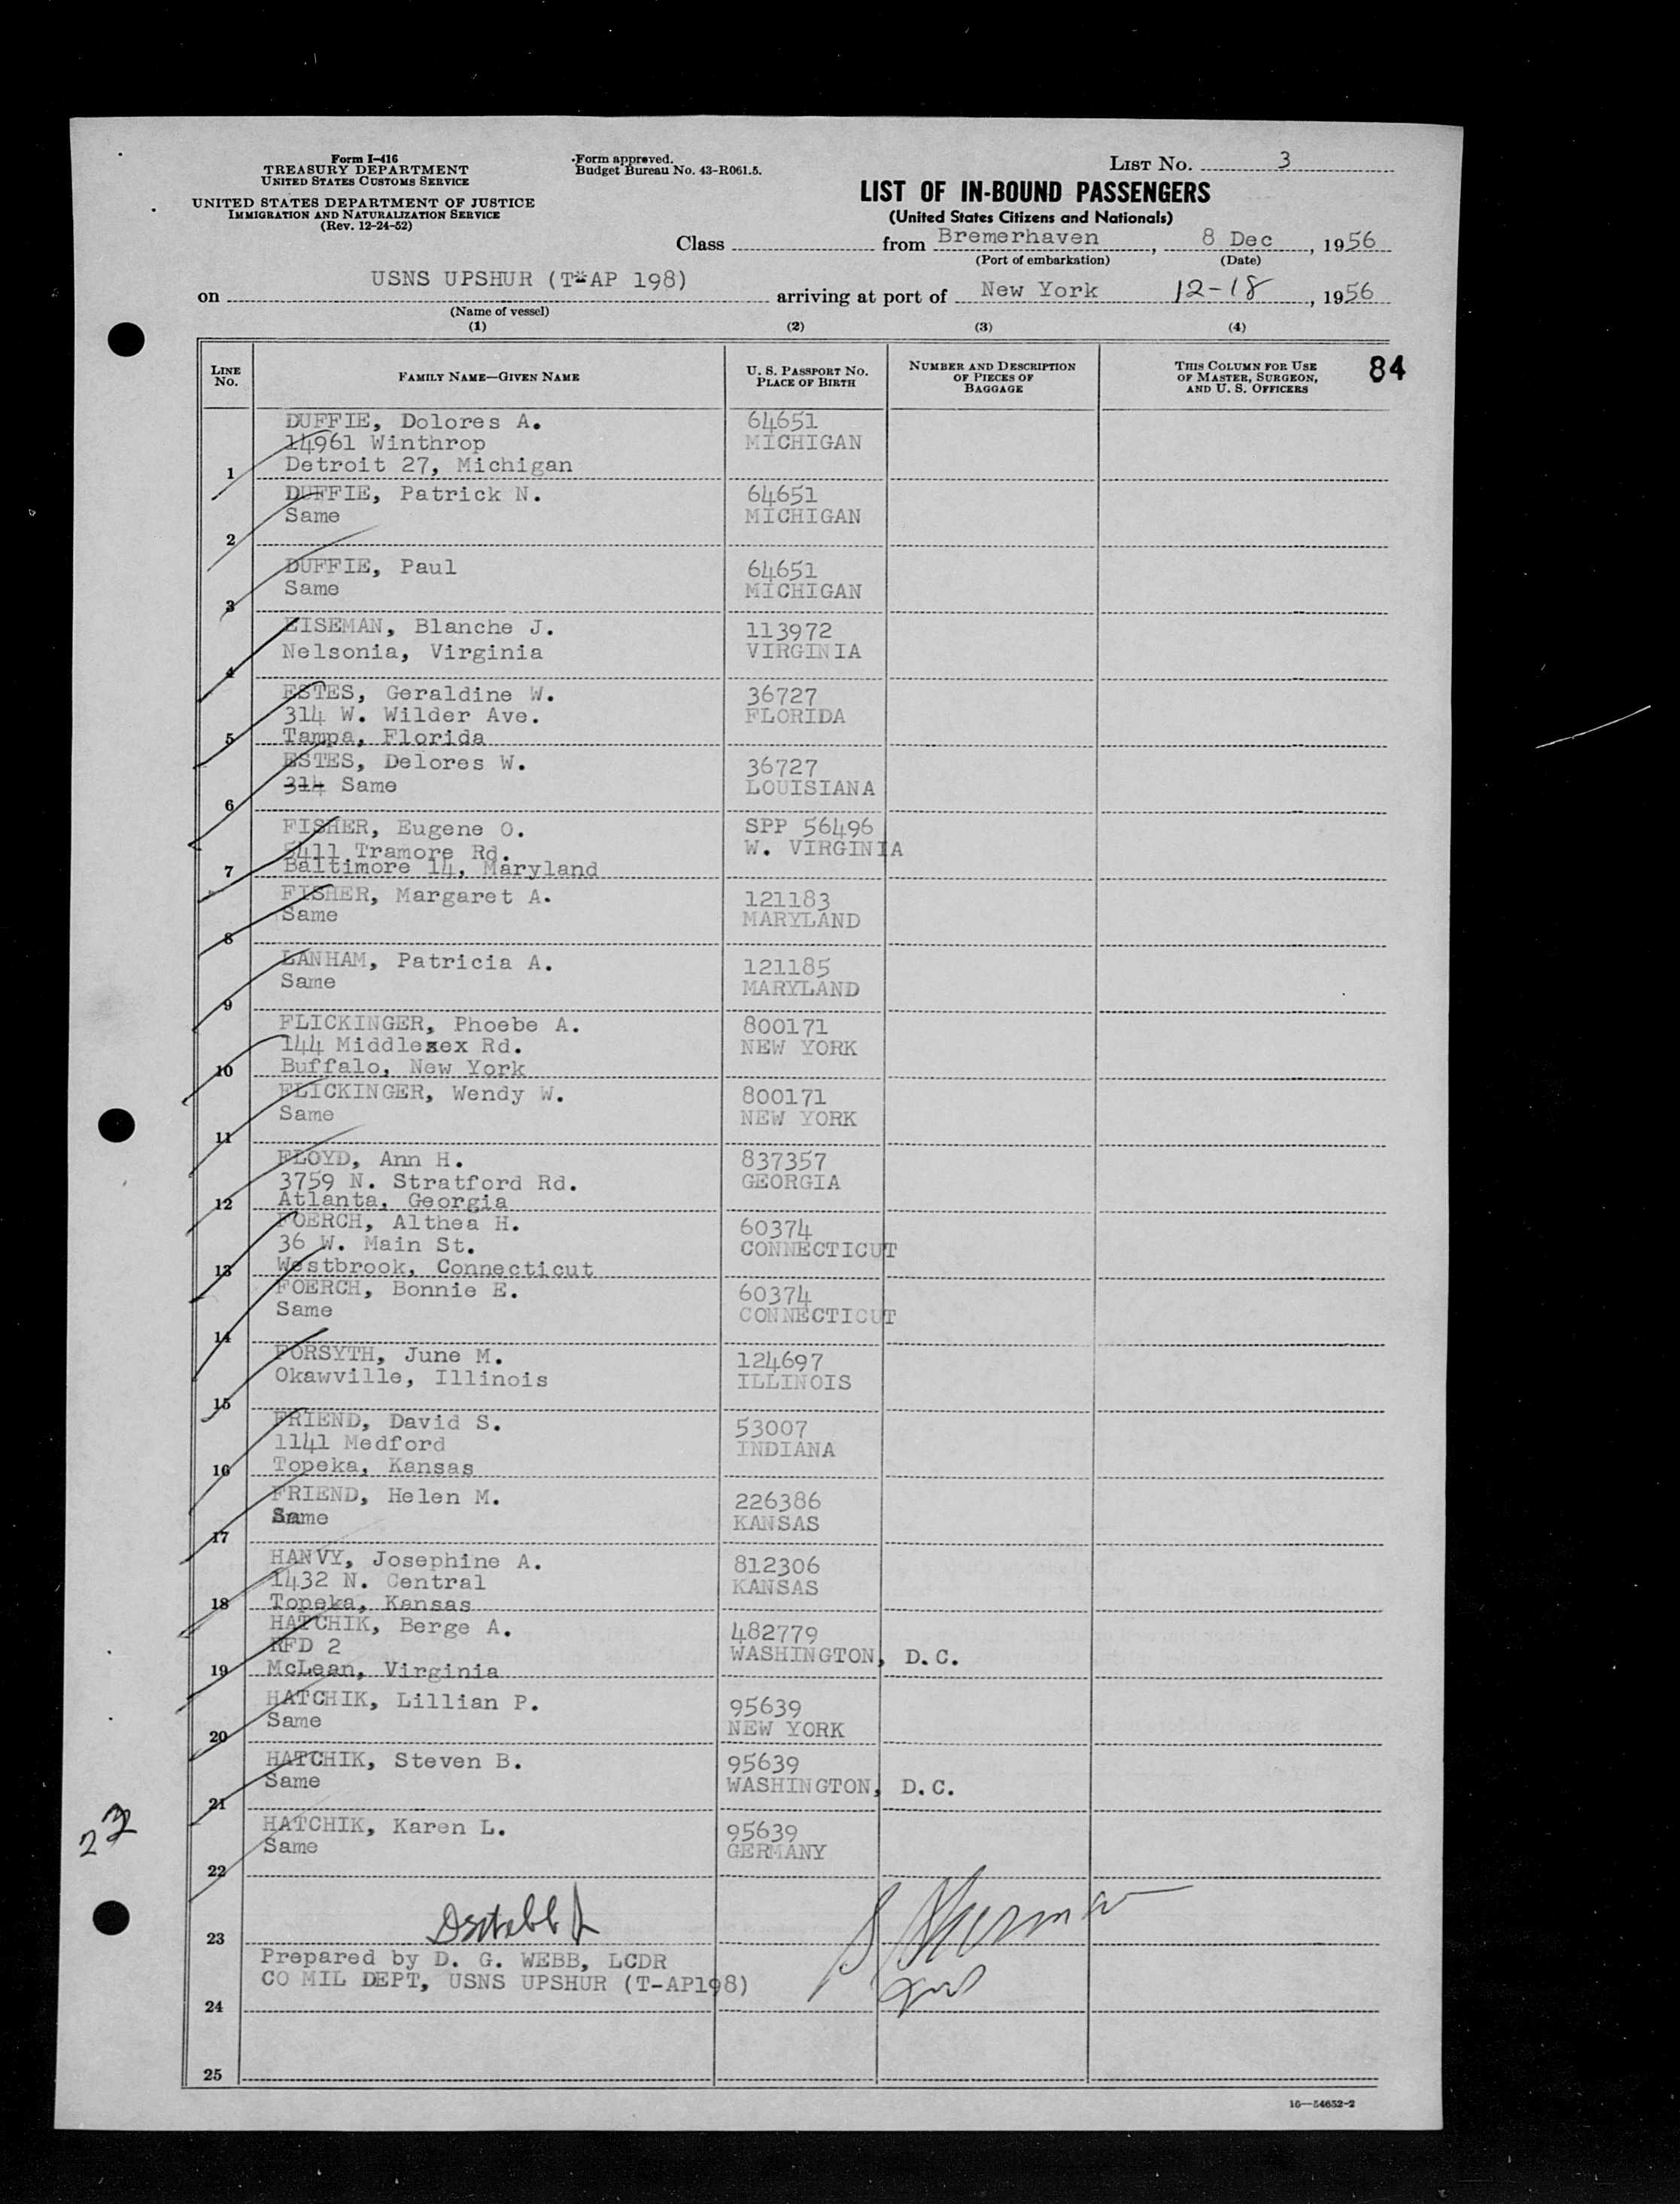 Form I-416
TREASURY DEPARTMENT
UNITED STATES CUSTOMS SERVICE
UNITED STATES DEPARTMENT OF JUSTICE
IMMIGRATION AND NATURALIZATION SERVICE
(Rev. 12-24-52)
Form approved.
Budget Bureau No. 43-R061.5.
LIST NO. 3
LIST OF IN-BOUND PASSENGERS
(United States Citizens and Nationals)
Class from Bremerhaven, 8 Dec, 1956
(Port of embarkation) (Date)
on USNS UPSHUR (T-AP 198) arriving at port of New York 12-18, 1956
(Name of vessel)
(1) (2) (3) (4)
LINE NO. FAMILY NAME—GIVEN NAME U. S. PASSPORT NO. PLACE OF BIRTH NUMBER AND DESCRIPTION OF PIECES OF BAGGAGE THIS COLUMN FOR USE OF MASTER, SURGEON, AND U. S. OFFICERS 84
DUFFIE, Dolores A. 64651
14961 Winthrop MICHIGAN
1 Detroit 27, Michigan
DUFFIE, Patrick N. 64651
Same MICHIGAN
2
DUFFIE, Paul 64651
Same MICHIGAN
3
EISEMAN, Blanche J. 113972
Nelsonia, Virginia VIRGINIA
4
ESTES, Geraldine W. 36727
314 W. Wilder Ave. FLORIDA
5 Tampa, Florida
ESTES, Delores W. 36727
314 Same LOUISIANA
6
FISHER, Eugene O. SPP 56496
5411 Tramore Rd. W. VIRGINIA
7 Baltimore 14, Maryland
FISHER, Margaret A. 121183
Same MARYLAND
8
LANHAM, Patricia A. 121185
Same MARYLAND
9
FLICKINGER, Phoebe A. 800171
144 Middlesex Rd. NEW YORK
10 Buffalo, New York
FLICKINGER, Wendy W. 800171
Same NEW YORK
11
FLOYD, Ann H. 837357
3759 N. Stratford Rd. GEORGIA
12 Atlanta, Georgia
FOERCH, Althea H. 60374
36 W. Main St. CONNECTICUT
13 Westbrook, Connecticut
FOERCH, Bonnie E. 60374
Same CONNECTICUT
14
FORSYTH, June M. 124697
Okawville, Illinois ILLINOIS
15
FRIEND, David S. 53007
1141 Medford INDIANA
16 Topeka, Kansas
FRIEND, Helen M. 226386
Same KANSAS
17
HANVY, Josephine A. 812306
1432 N. Central KANSAS
18 Topeka, Kansas
HATCHIK, Berge A. 482779
RFD 2 WASHINGTON, D.C.
19 McLean, Virginia
HATCHIK, Lillian P. 95639
Same NEW YORK
20
HATCHIK, Steven B. 95639
Same WASHINGTON, D.C.
21
HATCHIK, Karen L. 95639
Same GERMANY
22
23
Prepared by D. G. WEBB, LCDR
CO MIL DEPT, USNS UPSHUR (T-AP198)
24
25
16—54652-2